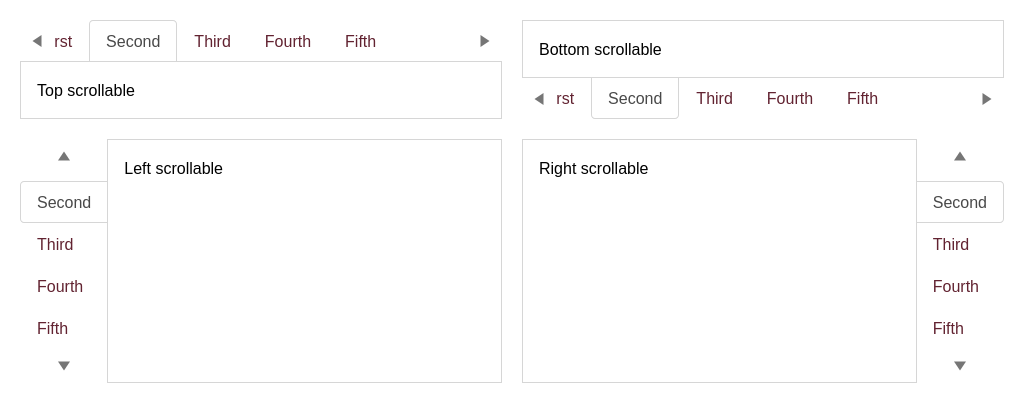 rst Second Third Fourth Fifth
Top scrollable
Bottom scrollable
rst Second Third Fourth Fifth
Second
Third
Fourth
Fifth
Left scrollable
Right scrollable
Second
Third
Fourth
Fifth